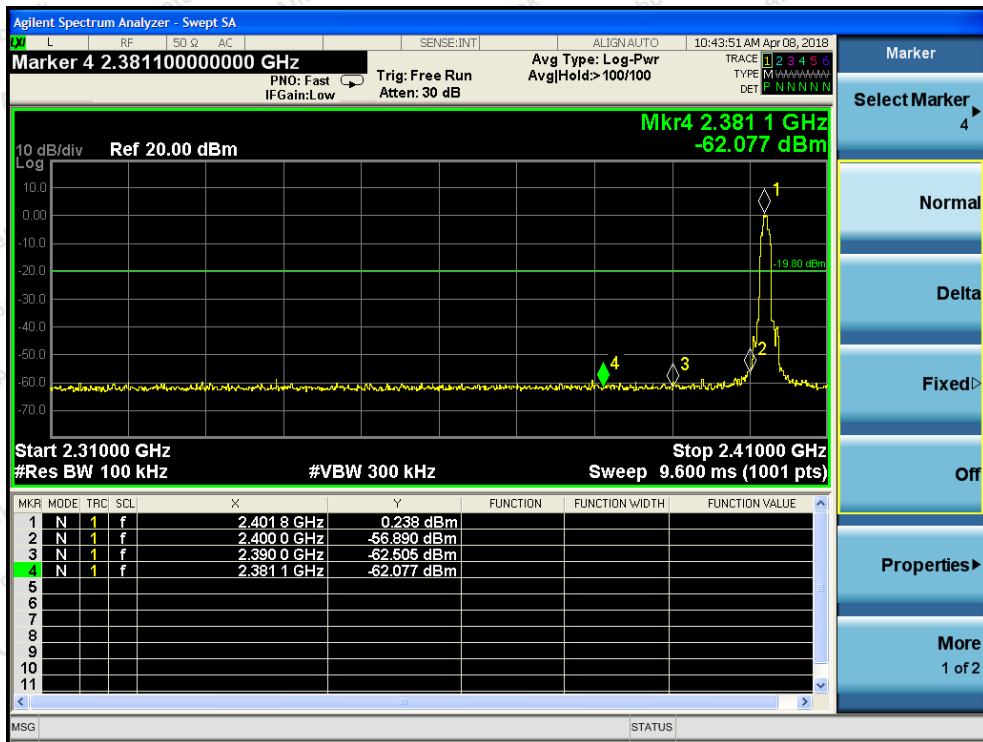 Agilent Spectrum Analyzer - Swept SA
LXI L RF 50 Ω AC SENSE:INT ALIGN AUTO 10:43:51 AM Apr 08, 2018
Marker 4 2.381100000000 GHz
PNO: Fast
IFGain:Low
Trig: Free Run
Atten: 30 dB
Avg Type: Log-Pwr
Avg|Hold:>100/100
TRACE 1 2 3 4 5 6
TYPE M
DET P N N N N N
Mkr4 2.381 1 GHz
-62.077 dBm
10 dB/div Ref 20.00 dBm
Log
10.0
0.00
-10.0
-20.0
-30.0
-40.0
-50.0
-60.0
-70.0
1
-19.80 dBm
2
3
4
Start 2.31000 GHz Stop 2.41000 GHz
#Res BW 100 kHz #VBW 300 kHz Sweep 9.600 ms (1001 pts)
MKR MODE TRC SCL X Y FUNCTION FUNCTION WIDTH FUNCTION VALUE
1 N 1 f 2.401 8 GHz 0.238 dBm
2 N 1 f 2.400 0 GHz -56.890 dBm
3 N 1 f 2.390 0 GHz -62.505 dBm
4 N 1 f 2.381 1 GHz -62.077 dBm
5
6
7
8
9
10
11
MSG STATUS
Marker
Select Marker
4
Normal
Delta
Fixed
Off
Properties
More
1 of 2